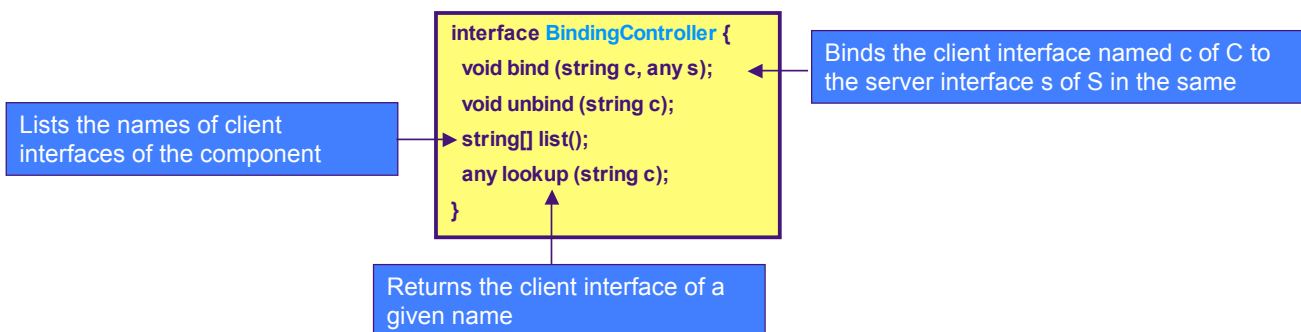 interface BindingController {
void bind (string c, any s);
void unbind (string c);
string[] list();
any lookup (string c);
}
Binds the client interface named c of C to
the server interface s of S in the same
Lists the names of client
interfaces of the component
Returns the client interface of a
given name